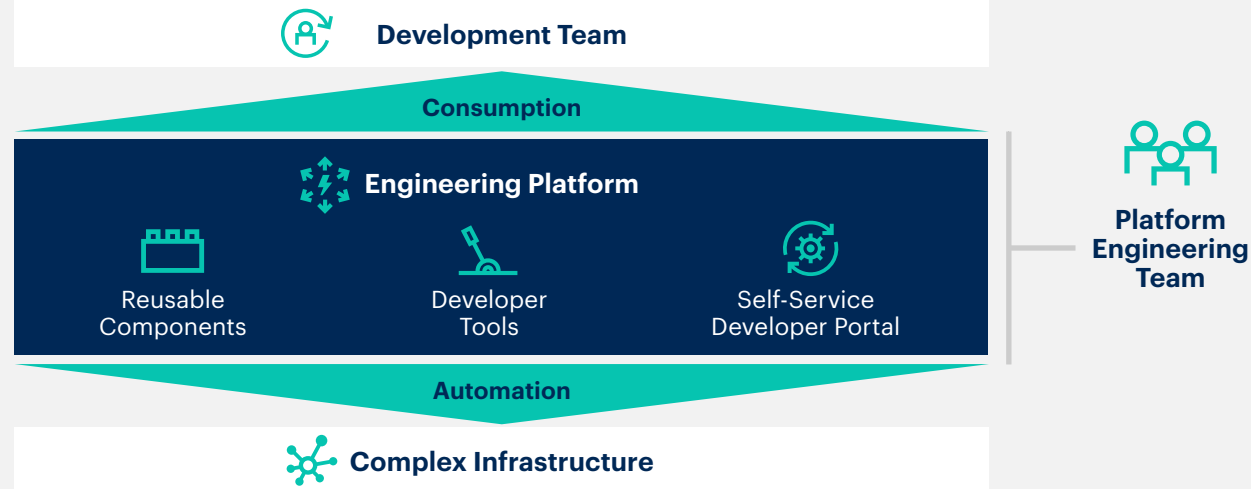 Development Team
Consumption
Engineering Platform
Reusable
Components
Developer
Tools
Self-Service
Developer Portal
Platform
Engineering
Team
Automation
Complex Infrastructure